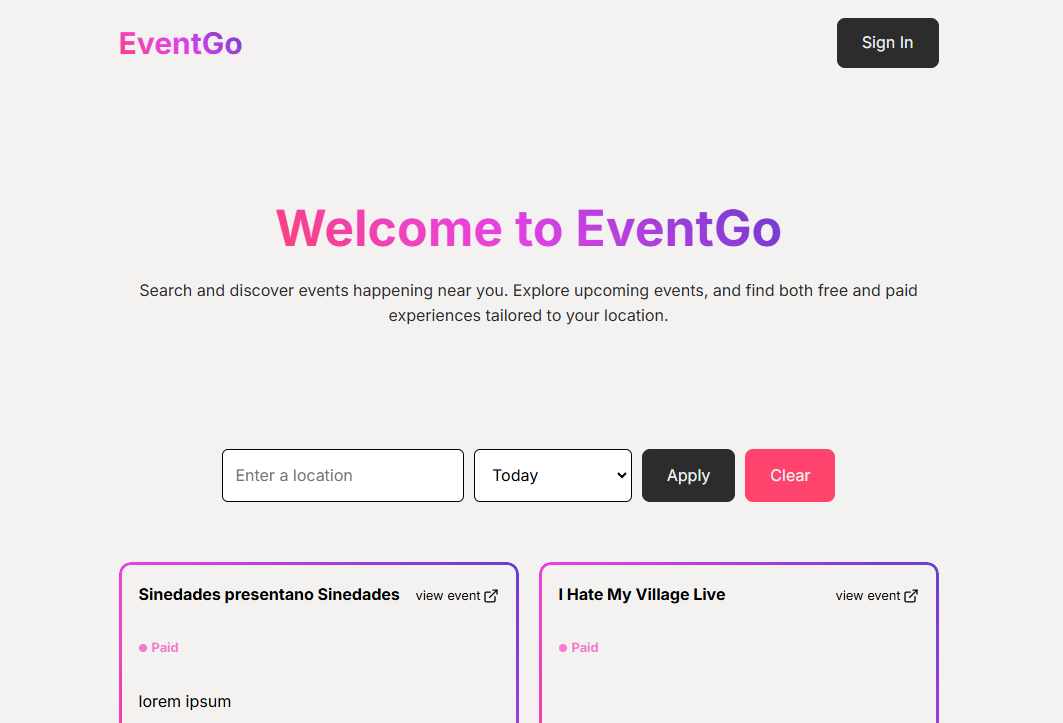 EventGo
Sign In
Welcome to EventGo
Search and discover events happening near you. Explore upcoming events, and find both free and paid
experiences tailored to your location.
Enter a location
Today
Apply
Clear
Sinedades presentano Sinedades
view event
Paid
lorem ipsum
I Hate My Village Live
view event
Paid